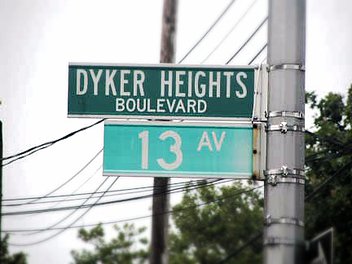 DYKER HEIGHTS
BOULEVARD
13 AV